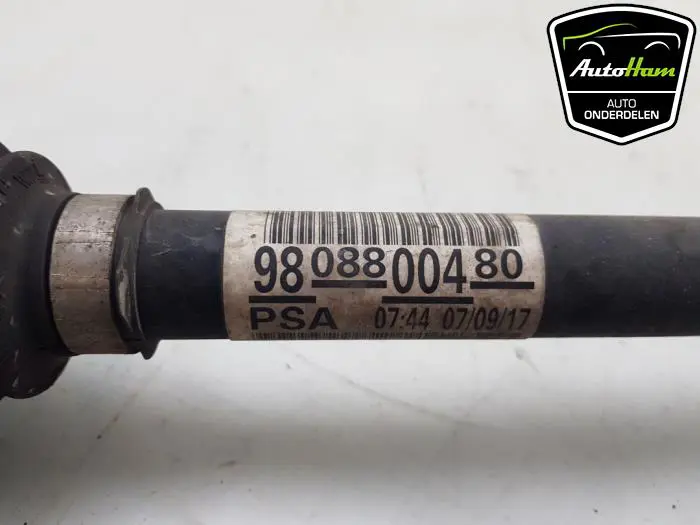 AutoHam
AUTO
ONDERDELEN
98 088 004 80
PSA 07:44 07/09/17